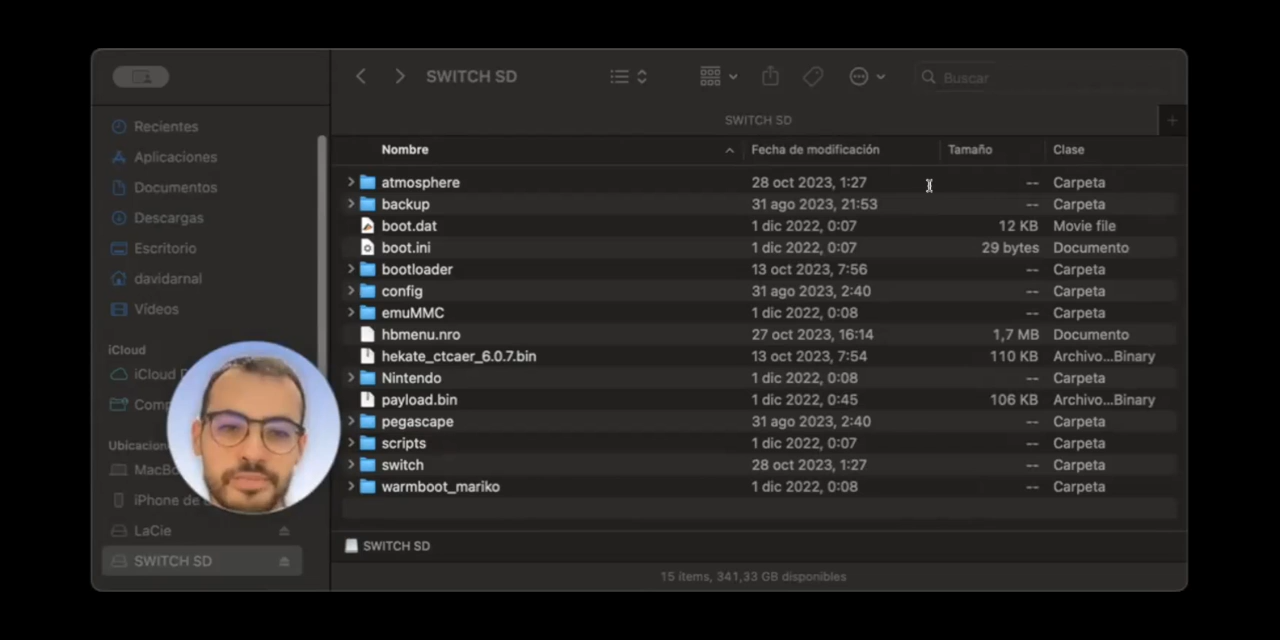 SWITCH SD
Buscar
SWITCH SD
Recientes
Aplicaciones
Documentos
Descargas
Escritorio
davidarnal
Vídeos
iCloud
iCloud
Ubicacion
iPhone de
LaCie
SWITCH SD
Nombre Fecha de modificación Tamaño Clase
atmosphere 28 oct 2023, 1:27 -- Carpeta
backup 31 ago 2023, 21:53 -- Carpeta
boot.dat 1 dic 2022, 0:07 12 KB Movie file
boot.ini 1 dic 2022, 0:07 29 bytes Documento
bootloader 13 oct 2023, 7:56 -- Carpeta
config 31 ago 2023, 2:40 -- Carpeta
emuMMC 1 dic 2022, 0:08 -- Carpeta
hbmenu.nro 27 oct 2023, 16:14 1,7 MB Documento
hekate_ctcaer_6.0.7.bin 13 oct 2023, 7:54 110 KB Archivo...Binary
Nintendo 1 dic 2022, 0:08 -- Carpeta
payload.bin 1 dic 2022, 0:45 106 KB Archivo...Binary
pegascape 31 ago 2023, 2:40 -- Carpeta
scripts 1 dic 2022, 0:07 -- Carpeta
switch 28 oct 2023, 1:27 -- Carpeta
warmboot_mariko 1 dic 2022, 0:08 -- Carpeta
SWITCH SD
15 ítems, 341,33 GB disponibles